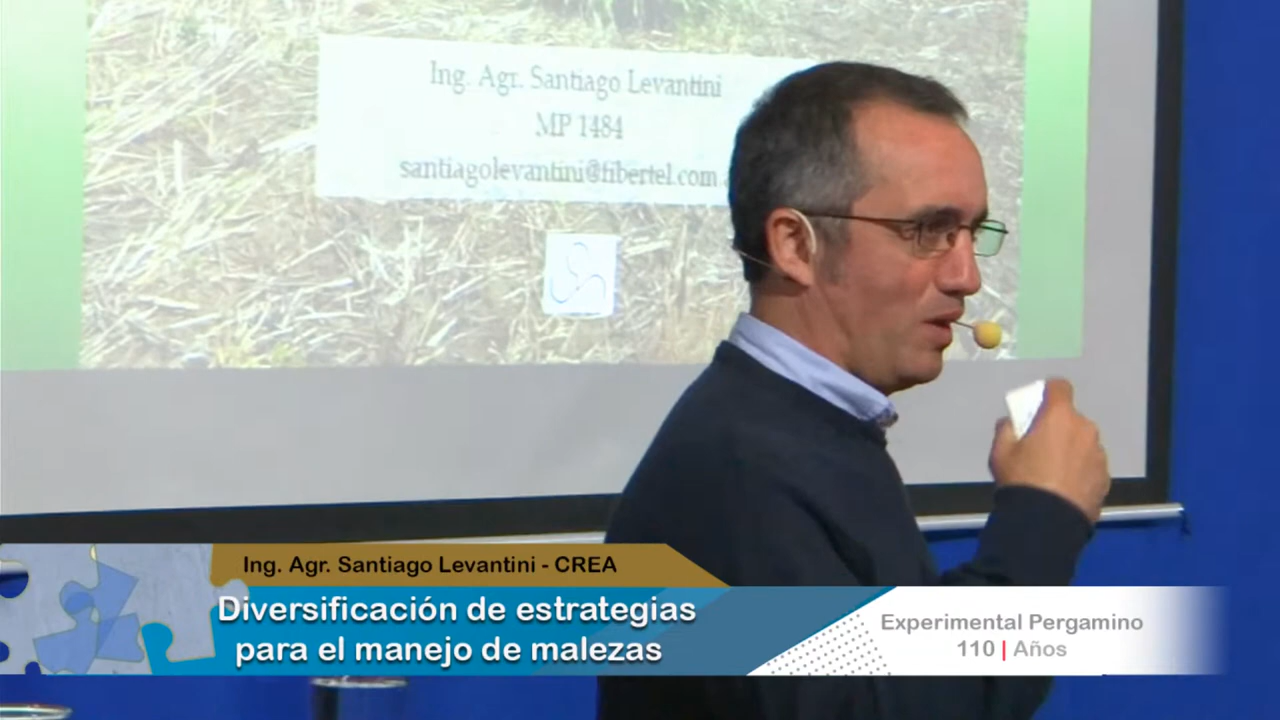 Ing. Agr. Santiago Levantini
MP 1484
santiagolevantini@fibertel.com
Ing. Agr. Santiago Levantini - CREA
Diversificación de estrategias
para el manejo de malezas
Experimental Pergamino
110 | Años